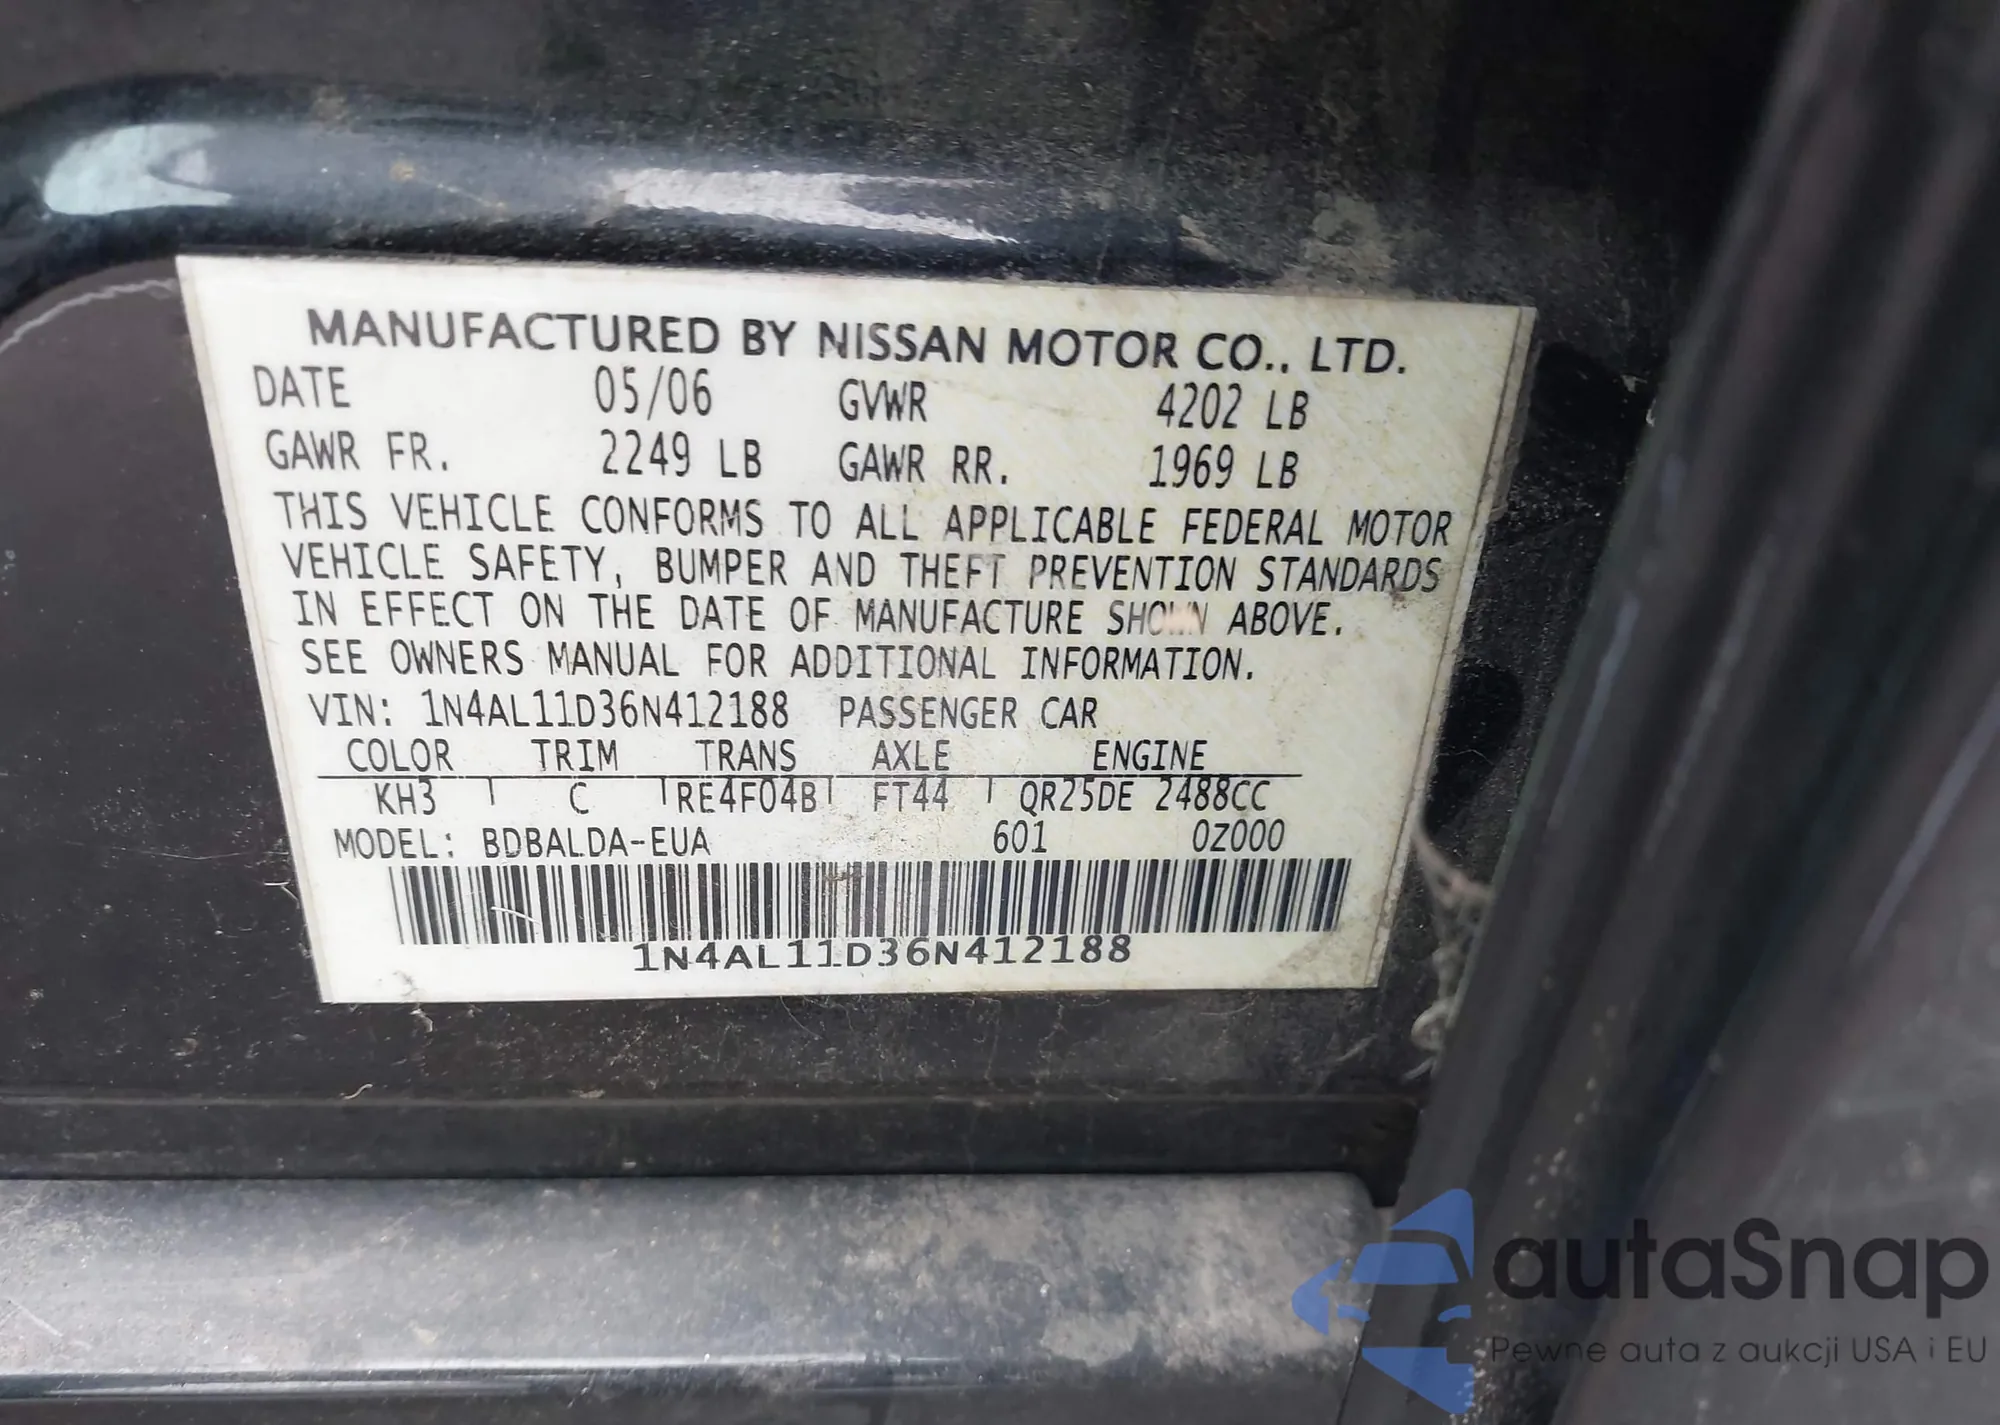 MANUFACTURED BY NISSAN MOTOR CO., LTD.
DATE 05/06 GVWR 4202 LB
GAWR FR. 2249 LB GAWR RR. 1969 LB
THIS VEHICLE CONFORMS TO ALL APPLICABLE FEDERAL MOTOR
VEHICLE SAFETY, BUMPER AND THEFT PREVENTION STANDARDS
IN EFFECT ON THE DATE OF MANUFACTURE SHOWN ABOVE.
SEE OWNERS MANUAL FOR ADDITIONAL INFORMATION.
VIN: 1N4AL11D36N412188 PASSENGER CAR
COLOR TRIM TRANS AXLE ENGINE
KH3 C RE4F04B FT44 QR25DE 2488CC
MODEL: BDBALDA-EUA 601 0Z000
1N4AL11D36N412188
autaSnap
Pewne auta z aukcji USA i EU